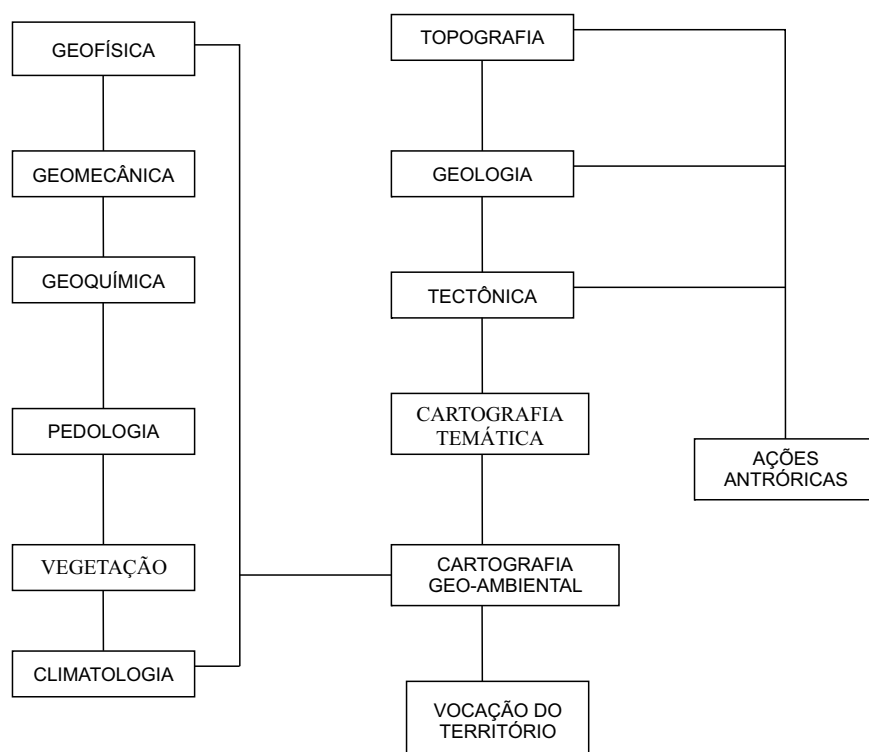 GEOFÍSICA
GEOMECÂNICA
GEOQUÍMICA
PEDOLOGIA
VEGETAÇÃO
CLIMATOLOGIA
TOPOGRAFIA
GEOLOGIA
TECTÔNICA
CARTOGRAFIA
TEMÁTICA
CARTOGRAFIA
GEO-AMBIENTAL
VOCAÇÃO DO
TERRITÓRIO
AÇÕES
ANTRÓRICAS